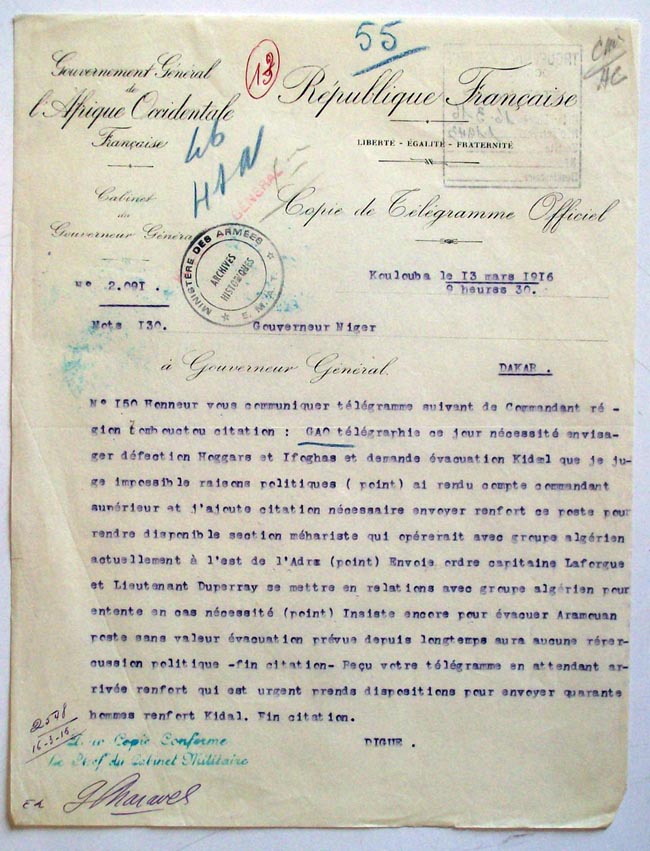 55
13
Gouvernement Général
de
l'Afrique Occidentale
Française
46
Cabinet
du
Gouverneur Général
République Française
LIBERTÉ - ÉGALITÉ - FRATERNITÉ
Copie de Télégramme Officiel
GENERAL
MINISTERE DES ARMEES
ARCHIVES
HISTORIQUES
Koulouba le 13 mars 1916
9 heures 30.
N° 2.091.
Mots 130. Gouverneur Niger
à Gouverneur Général. DAKAR.
N° 150 Honneur vous communiquer télégramme suivant de Commandant ré -
gion tombouctou citation : GAO télégraphie ce jour nécessité envisa-
ger défection Hoggars et Ifoghas et demande évacuation Kidal que je ju-
ge impossible raisons politiques ( point) ai rendu compte commandant
supérieur et j'ajoute citation nécessaire envoyer renfort ce poste pour
rendre disponible section méhariste qui opérerait avec groupe algérien
actuellement à l'est de l'Adrar (point) Envoie ordre capitaine Laforgue
et Lieutenant Duperray se mettre en relations avec groupe algérien pour
entente en cas nécessité (point) Insiste encore pour évacuer Aramouan
poste sans valeur évacuation prévue depuis longtemps aura aucune réper-
cussion politique -fin citation- Reçu votre télégramme en attendant ar-
rivée renfort qui est urgent prends dispositions pour envoyer quarante
hommes renfort Kidal. Fin citation.
DIGUE .
16-3-16
Pour Copie Conforme
Le Chef du Cabinet Militaire